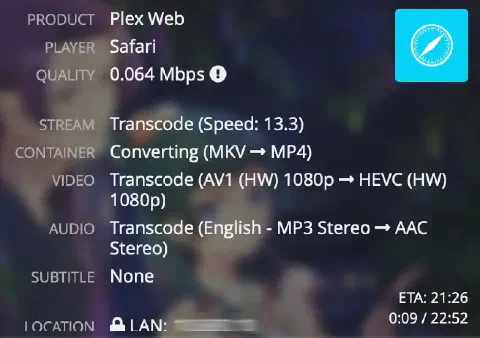 PRODUCT Plex Web
PLAYER Safari
QUALITY 0.064 Mbps
STREAM Transcode (Speed: 13.3)
CONTAINER Converting (MKV → MP4)
VIDEO Transcode (AV1 (HW) 1080p → HEVC (HW)
1080p)
AUDIO Transcode (English - MP3 Stereo → AAC
Stereo)
SUBTITLE None
ETA: 21:26
LOCATION LAN:
0:09 / 22:52